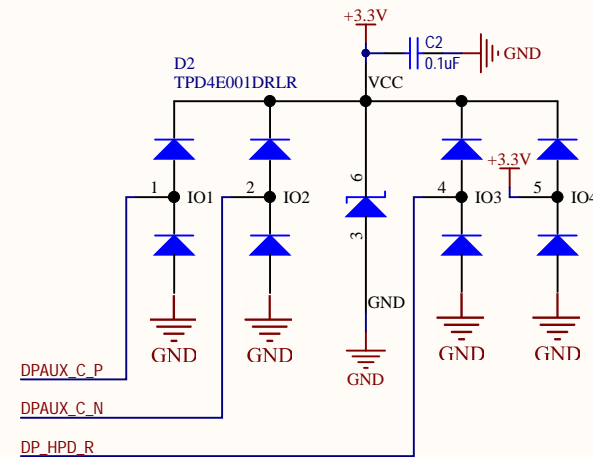 +3.3V
C2
0.1uF
GND
D2
TPD4E001DRLR
VCC
+3.3V
1
IO1
2
IO2
6
3
4
IO3
5
IO4
GND
GND
GND
GND
GND
GND
DPAUX_C_P
DPAUX_C_N
DP_HPD_R